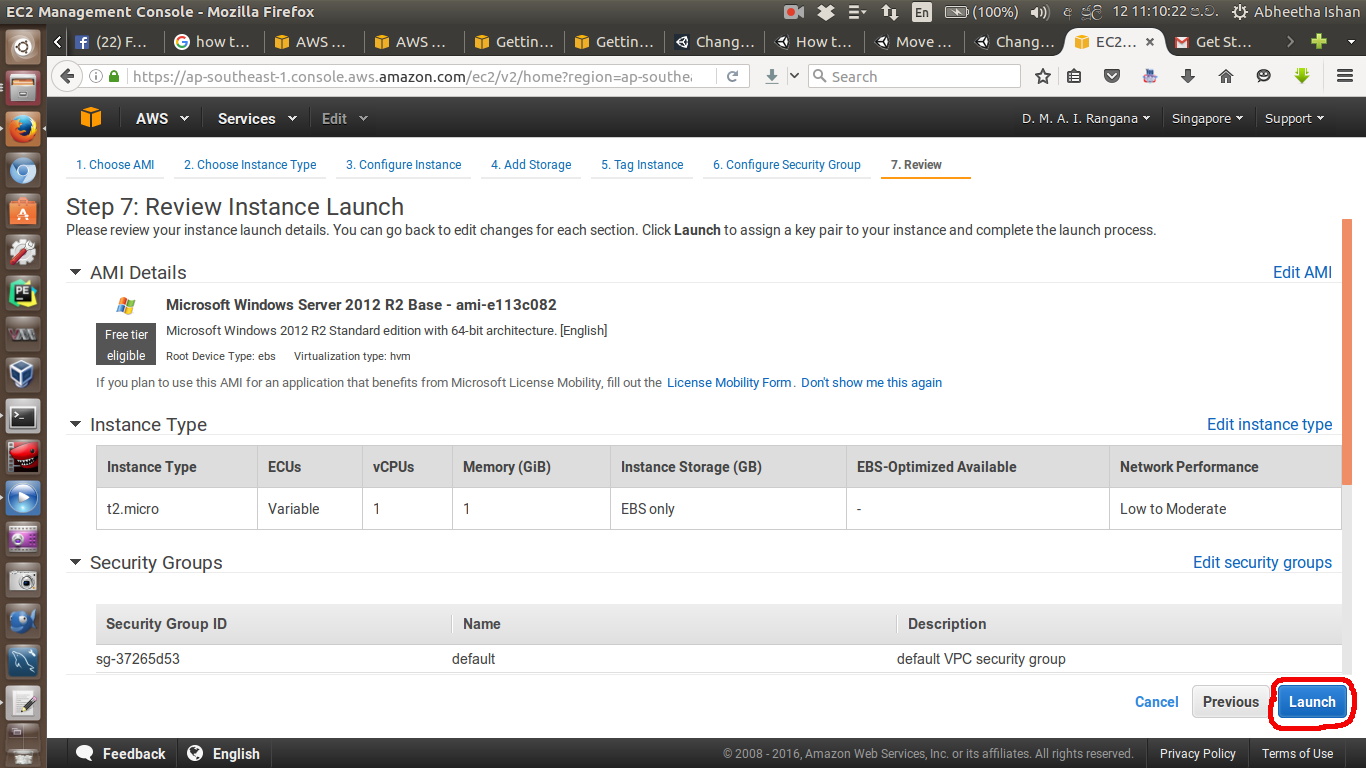 EC2 Management Console - Mozilla Firefox
En (100%) අ ජූලි 12 11:10:22 ප.ව. Abheetha Ishan
(22) F... how t... AWS ... AWS ... Gettin... Gettin... Chang... How t... Move ... Chang... EC2... Get St...
https://ap-southeast-1.console.aws.amazon.com/ec2/v2/home?region=ap-southea Search
AWS Services Edit D. M. A. I. Rangana Singapore Support
1. Choose AMI 2. Choose Instance Type 3. Configure Instance 4. Add Storage 5. Tag Instance 6. Configure Security Group 7. Review
Step 7: Review Instance Launch
Please review your instance launch details. You can go back to edit changes for each section. Click Launch to assign a key pair to your instance and complete the launch process.
AMI Details Edit AMI
Microsoft Windows Server 2012 R2 Base - ami-e113c082
Free tier eligible
Microsoft Windows 2012 R2 Standard edition with 64-bit architecture. [English]
Root Device Type: ebs Virtualization type: hvm
If you plan to use this AMI for an application that benefits from Microsoft License Mobility, fill out the License Mobility Form. Don't show me this again
Instance Type Edit instance type
Instance Type ECUs vCPUs Memory (GiB) Instance Storage (GB) EBS-Optimized Available Network Performance
t2.micro Variable 1 1 EBS only - Low to Moderate
Security Groups Edit security groups
Security Group ID Name Description
sg-37265d53 default default VPC security group
Cancel Previous Launch
Feedback English © 2008 - 2016, Amazon Web Services, Inc. or its affiliates. All rights reserved. Privacy Policy Terms of Use